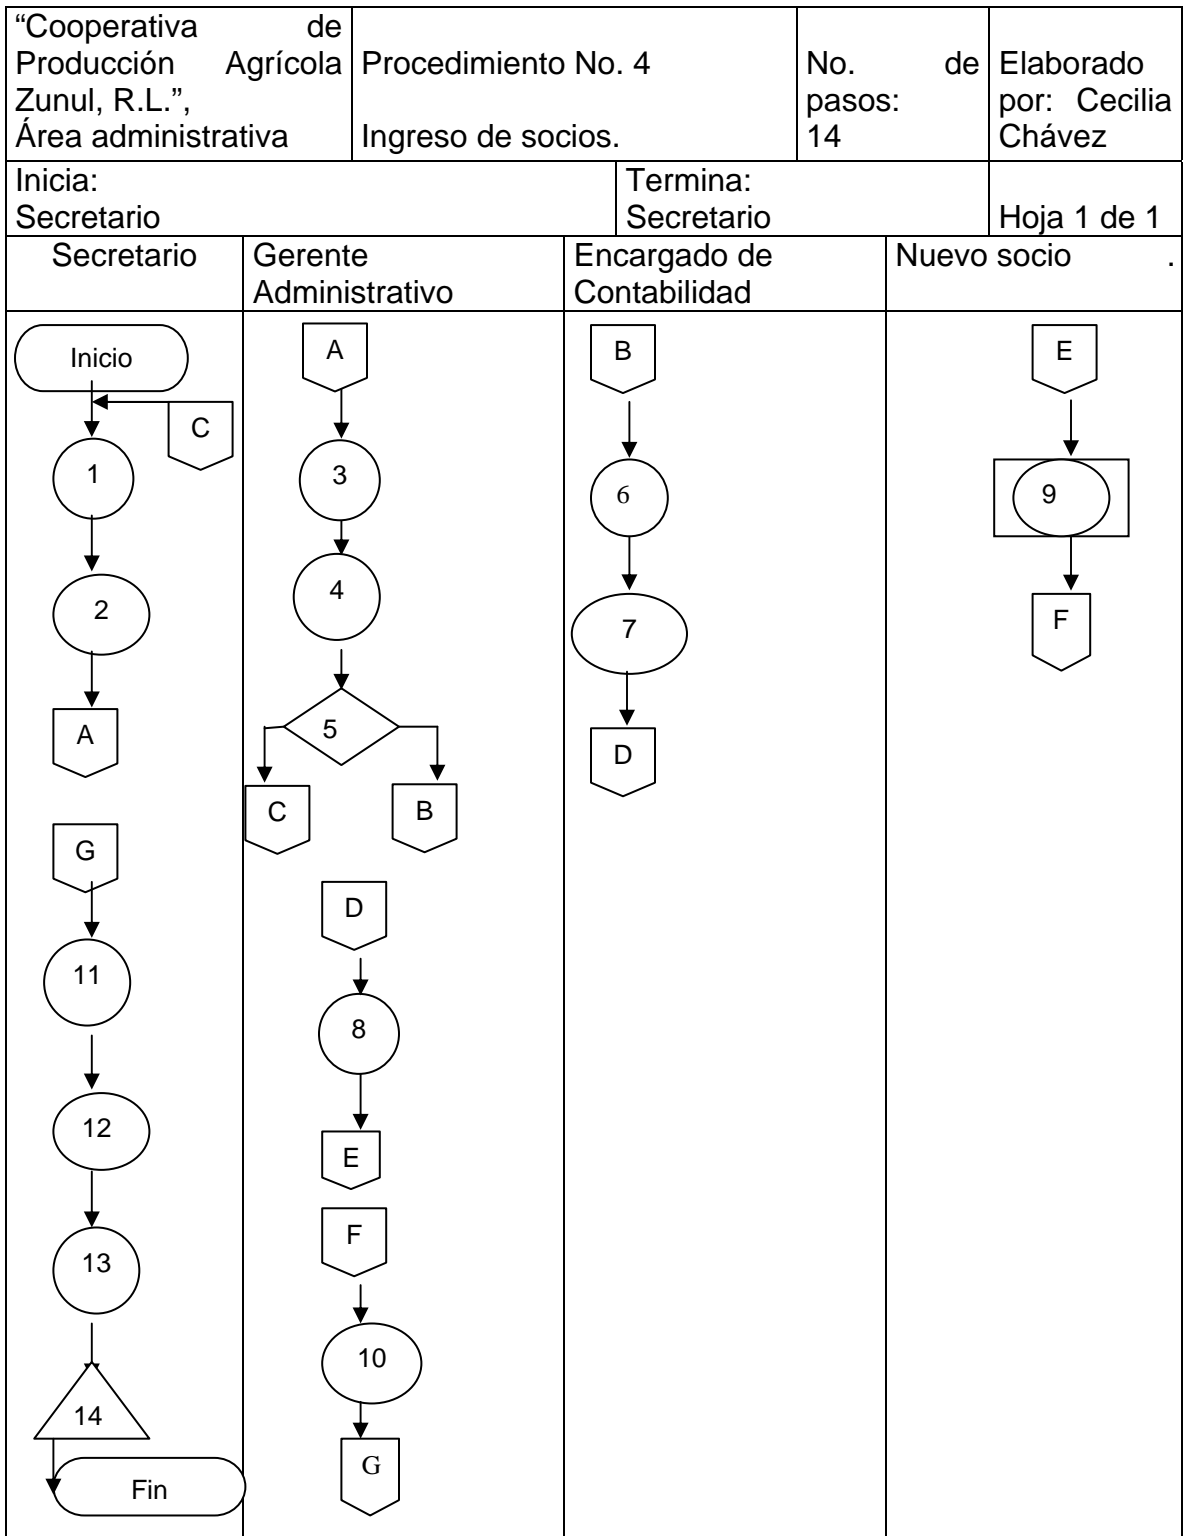 “Cooperativa de
Producción Agrícola
Zunul, R.L.”,
Área administrativa
Procedimiento No. 4
Ingreso de socios.
No. de
pasos:
14
Elaborado
por: Cecilia
Chávez
Inicia:
Secretario
Termina:
Secretario
Hoja 1 de 1
Secretario
Gerente
Administrativo
Encargado de
Contabilidad
Nuevo socio .
Inicio
C
1
2
A
G
11
12
13
14
Fin
A
3
4
5
C
B
D
8
E
F
10
G
B
6
7
D
E
9
F